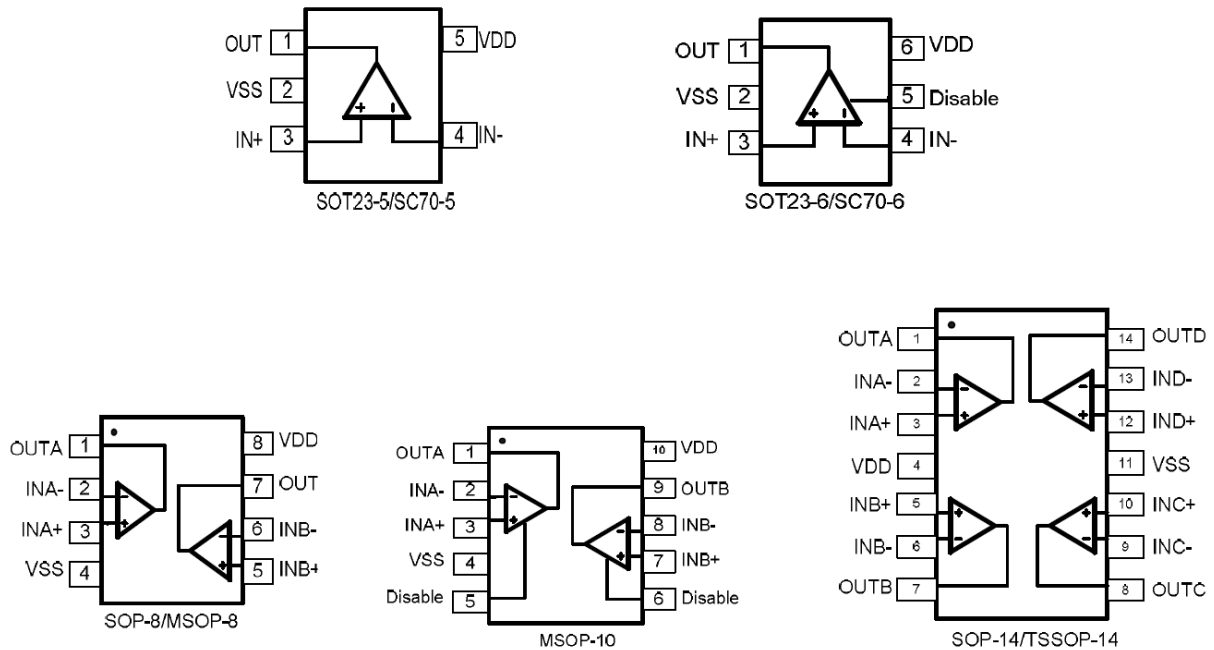 OUT 1 5 VDD
VSS 2
IN+ 3 4 IN-
+ -
SOT23-5/SC70-5
OUT 1 6 VDD
VSS 2 5 Disable
IN+ 3 4 IN-
+ -
SOT23-6/SC70-6
OUTA 1 8 VDD
INA- 2 7 OUT
INA+ 3 6 INB-
VSS 4 5 INB+
- +
- +
SOP-8/MSOP-8
OUTA 1 10 VDD
INA- 2 9 OUTB
INA+ 3 8 INB-
VSS 4 7 INB+
Disable 5 6 Disable
- +
- +
MSOP-10
OUTA 1 14 OUTD
INA- 2 13 IND-
INA+ 3 12 IND+
VDD 4 11 VSS
INB+ 5 10 INC+
INB- 6 9 INC-
OUTB 7 8 OUTC
- +
- +
+ -
+ -
SOP-14/TSSOP-14